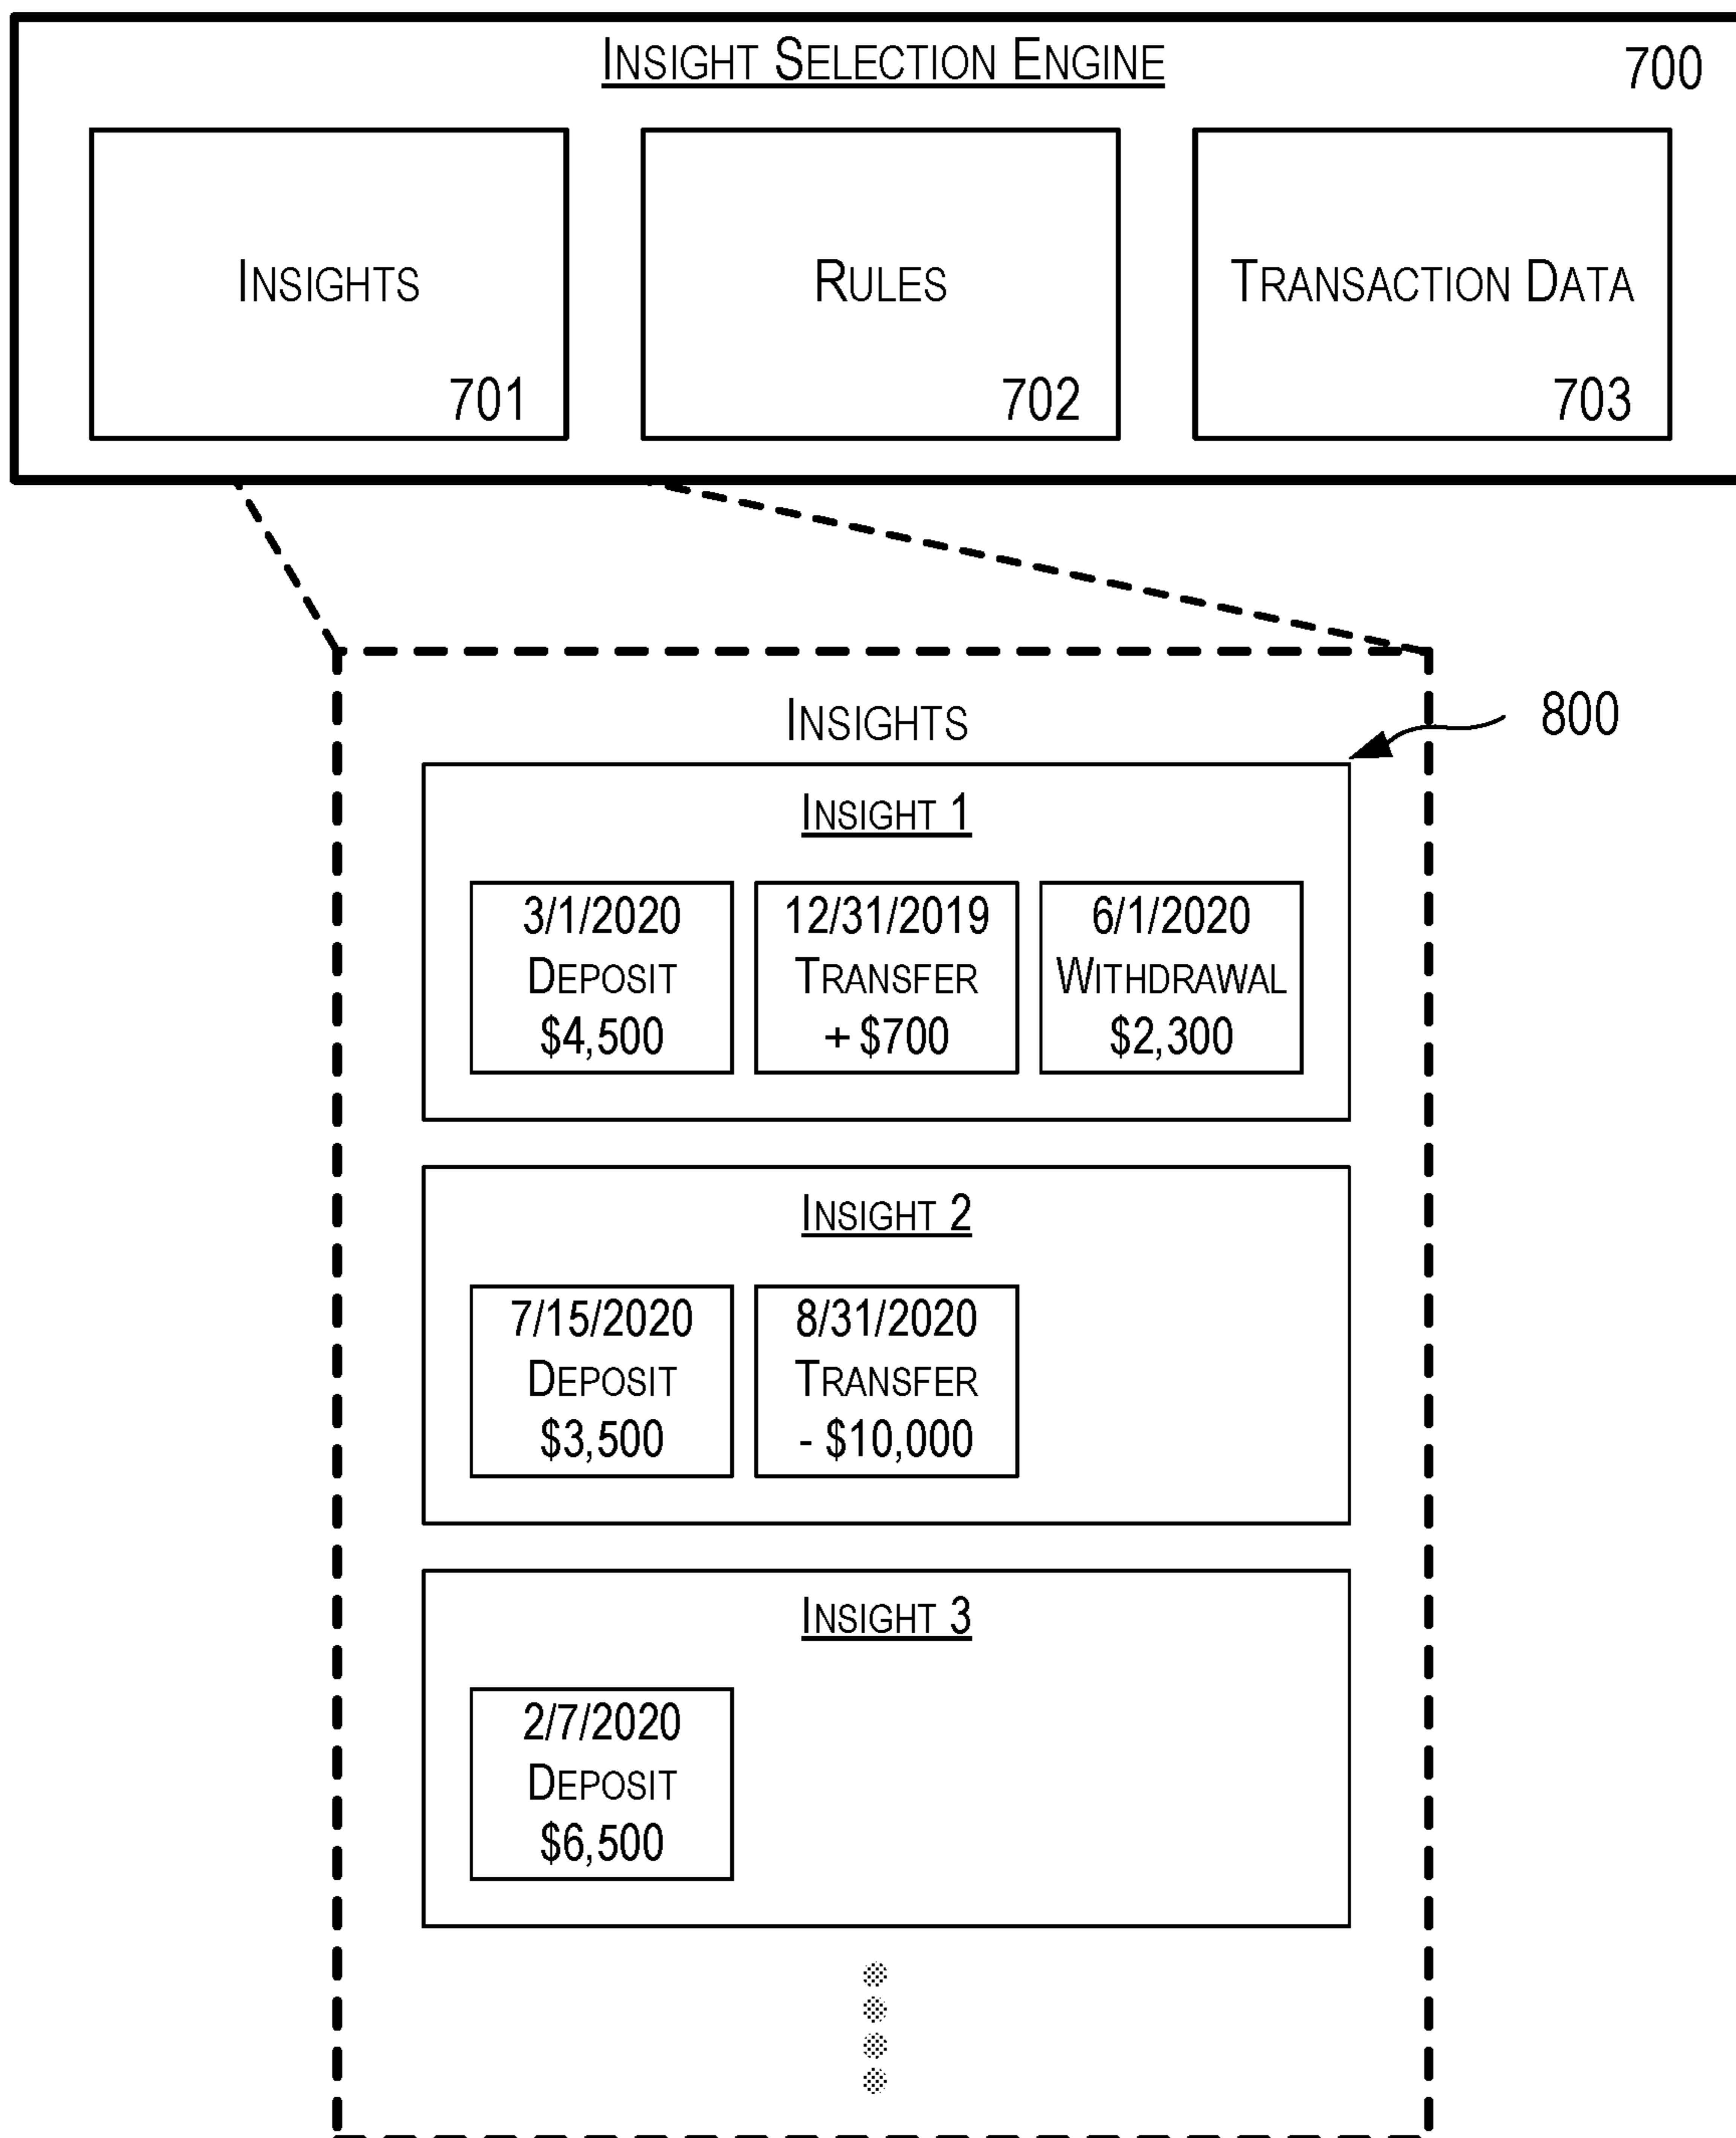 Insight Selection Engine 700
Insights
701
Rules
702
Transaction Data
703
Insights
800
Insight 1
3/1/2020
Deposit
$4,500
12/31/2019
Transfer
+ $700
6/1/2020
Withdrawal
$2,300
Insight 2
7/15/2020
Deposit
$3,500
8/31/2020
Transfer
- $10,000
Insight 3
2/7/2020
Deposit
$6,500